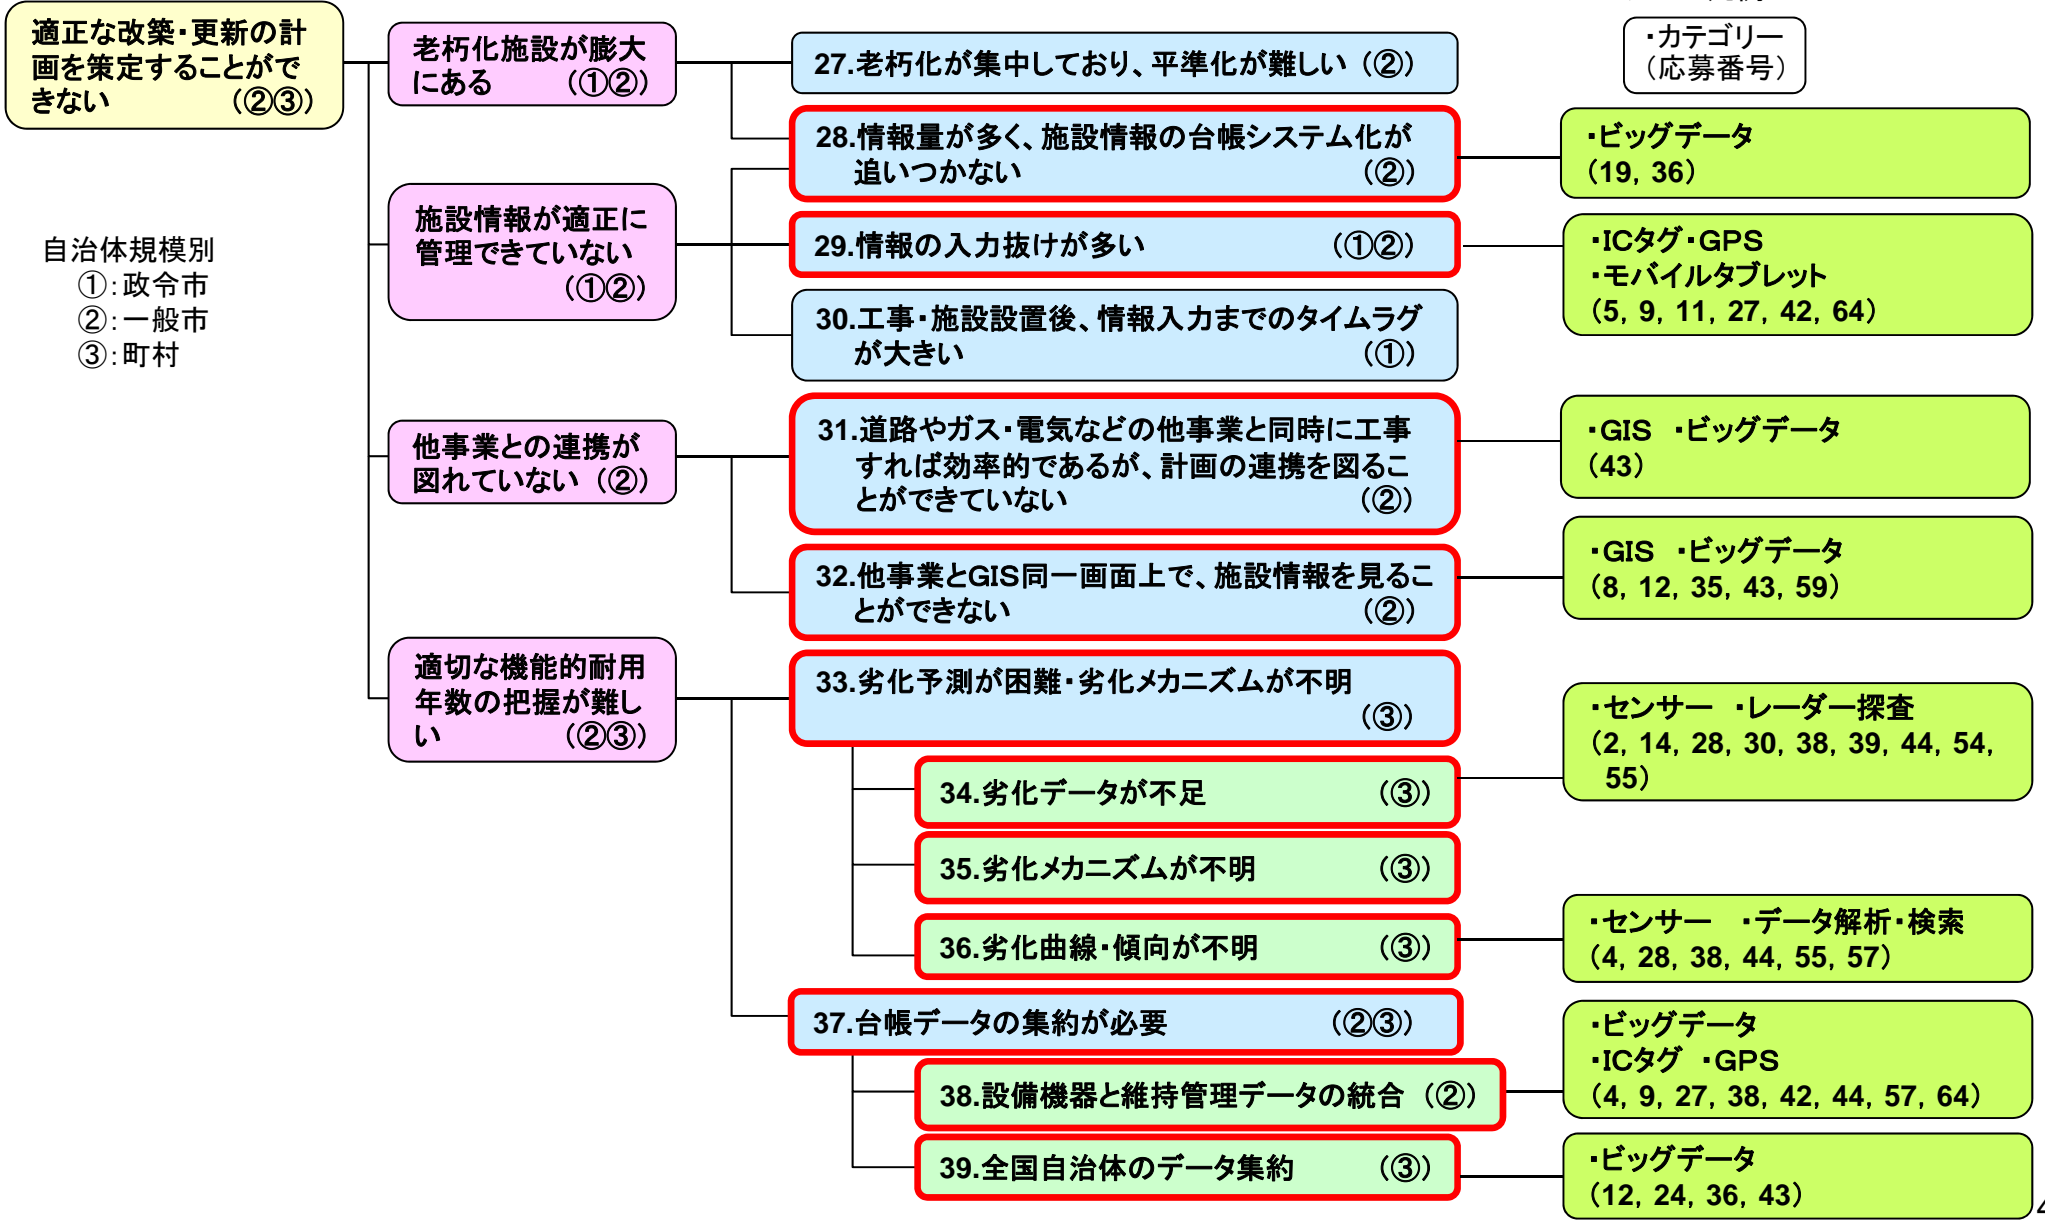 適正な改築・更新の計
画を策定することがで
きない （②③）
自治体規模別
①：政令市
②：一般市
③：町村
老朽化施設が膨大
にある （①②）
施設情報が適正に
管理できていない
（①②）
他事業との連携が
図れていない（②）
適切な機能的耐用
年数の把握が難し
い （②③）
27.老朽化が集中しており、平準化が難しい（②）
28.情報量が多く、施設情報の台帳システム化が
追いつかない （②）
29.情報の入力抜けが多い （①②）
30.工事・施設設置後、情報入力までのタイムラグ
が大きい （①）
31.道路やガス・電気などの他事業と同時に工事
すれば効率的であるが、計画の連携を図るこ
とができていない （②）
32.他事業とGIS同一画面上で、施設情報を見るこ
とができない （②）
33.劣化予測が困難・劣化メカニズムが不明
（③）
34.劣化データが不足 （③）
35.劣化メカニズムが不明 （③）
36.劣化曲線・傾向が不明 （③）
37.台帳データの集約が必要 （②③）
38.設備機器と維持管理データの統合（②）
39.全国自治体のデータ集約 （③）
・カテゴリー
（応募番号）
・ビッグデータ
（19，36）
・ICタグ・GPS
・モバイルタブレット
（5，9，11，27，42，64）
・GIS ・ビッグデータ
（43）
・GIS ・ビッグデータ
（8，12，35，43，59）
・センサー ・レーダー探査
（2，14，28，30，38，39，44，54，
55）
・センサー ・データ解析・検索
（4，28，38，44，55，57）
・ビッグデータ
・ICタグ ・GPS
（4，9，27，38，42，44，57，64）
・ビッグデータ
（12，24，36，43）